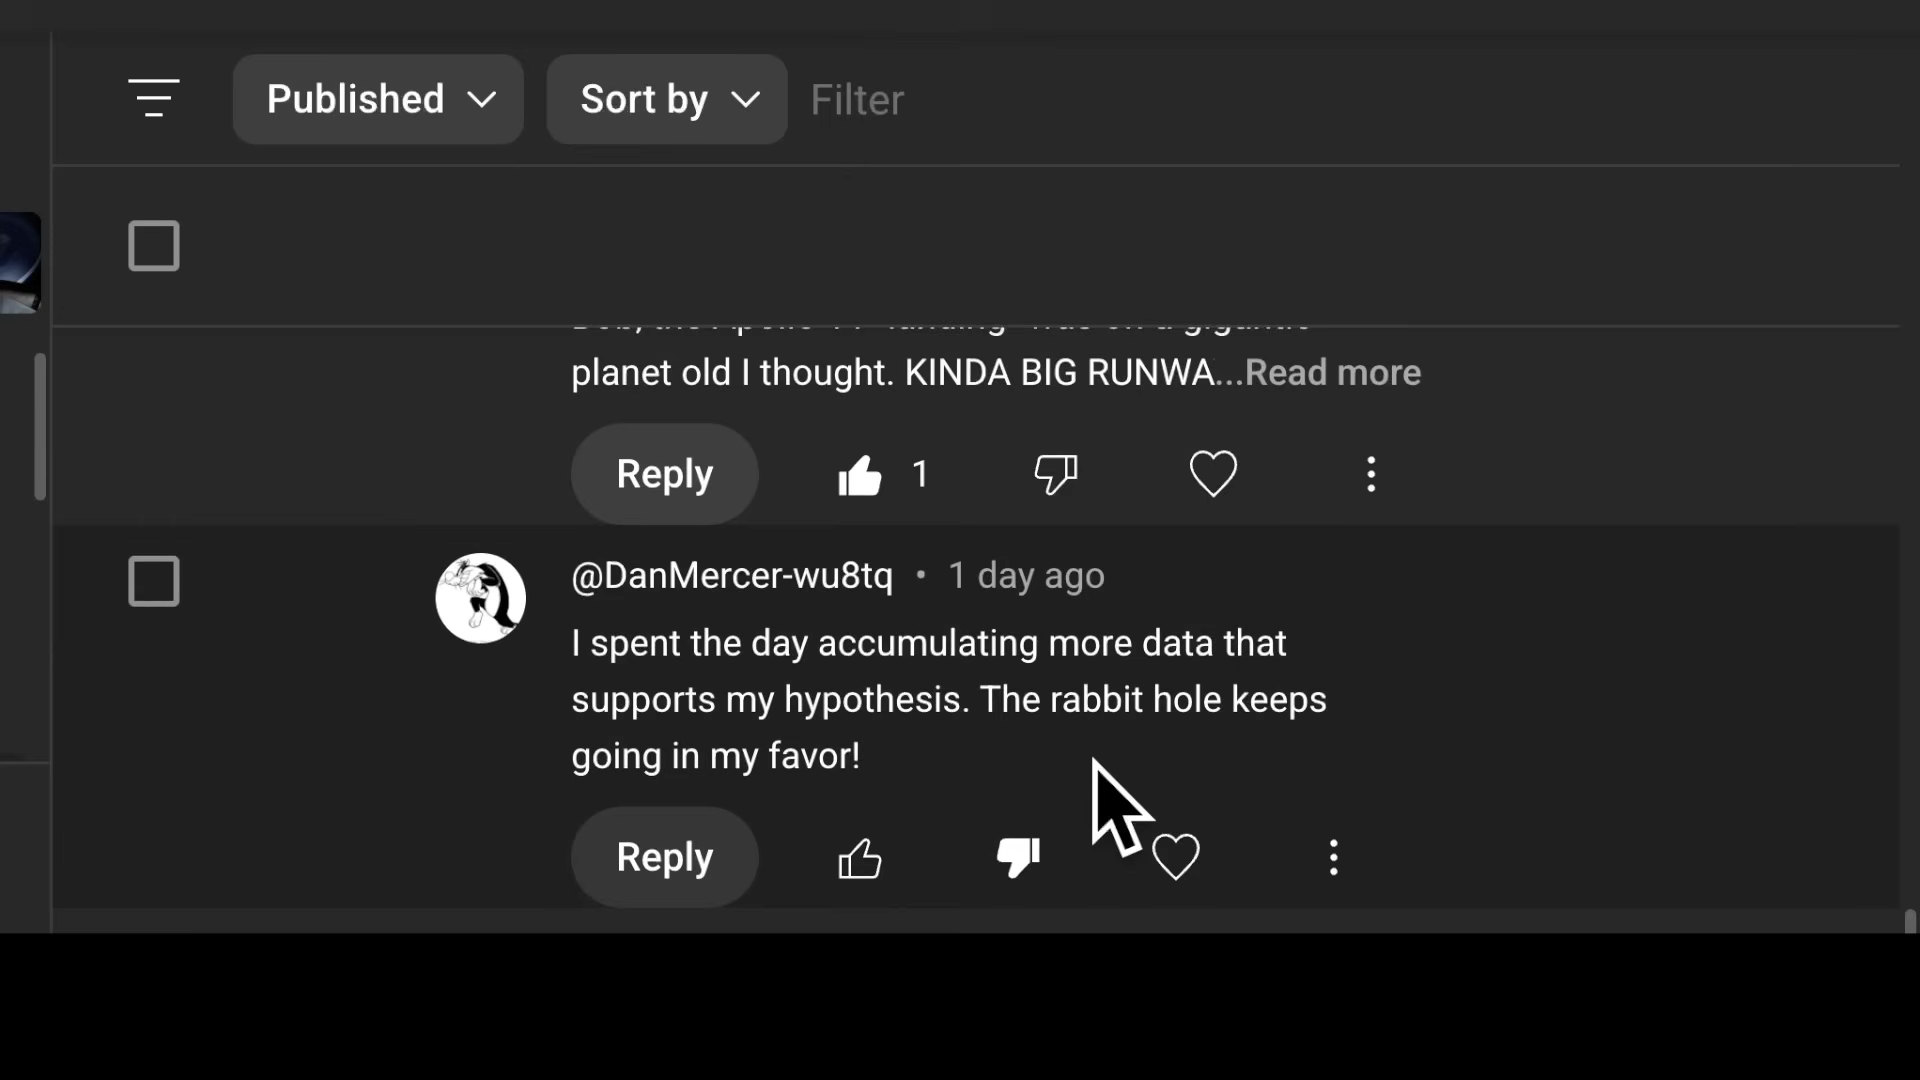 Published
Sort by
Filter
planet old I thought. KINDA BIG RUNWA...Read more
Reply
1
@DanMercer-wu8tq • 1 day ago
I spent the day accumulating more data that
supports my hypothesis. The rabbit hole keeps
going in my favor!
Reply